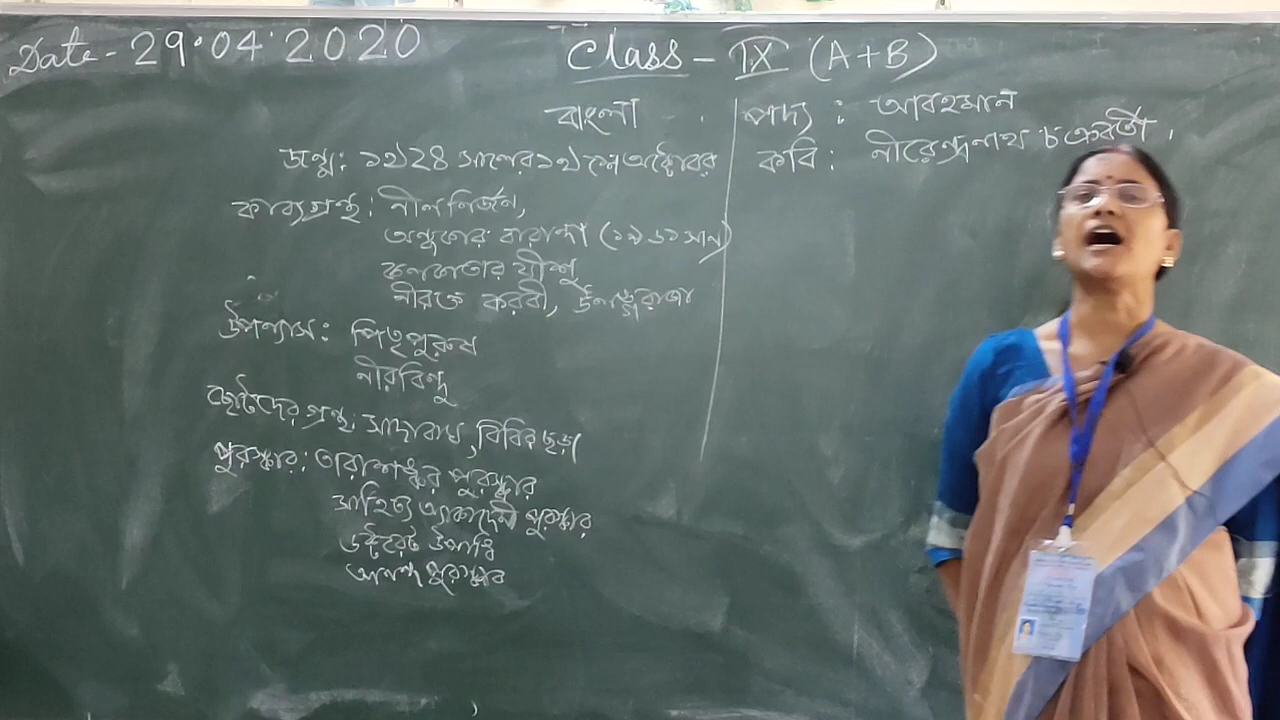 Date - 29.04.2020
Class - IX (A+B)
বাংলা
পদ্য : আবহমান
কবি : নীরেন্দ্রনাথ চক্রবর্তী
জন্ম: ১৯২৪ সালের ১৯ শে অক্টোবর
কাব্যগ্রন্থ: নীলনির্জন,
অন্ধকার বারান্দা (১৯৬১ সাল)
কলকাতার যীশু
নীরক্ত করবী, উলঙ্গ রাজা
উপন্যাস: পিতৃপুরুষ
নীরবিন্দু
ছোটদের গ্রন্থ: সাদাবাঘ, বিবির ছড়া
পুরস্কার: তারাশঙ্কর পুরস্কার
সাহিত্য অ্যাকাদেমী পুরস্কার
ডক্টরেট উপাধি
আনন্দ পুরস্কার